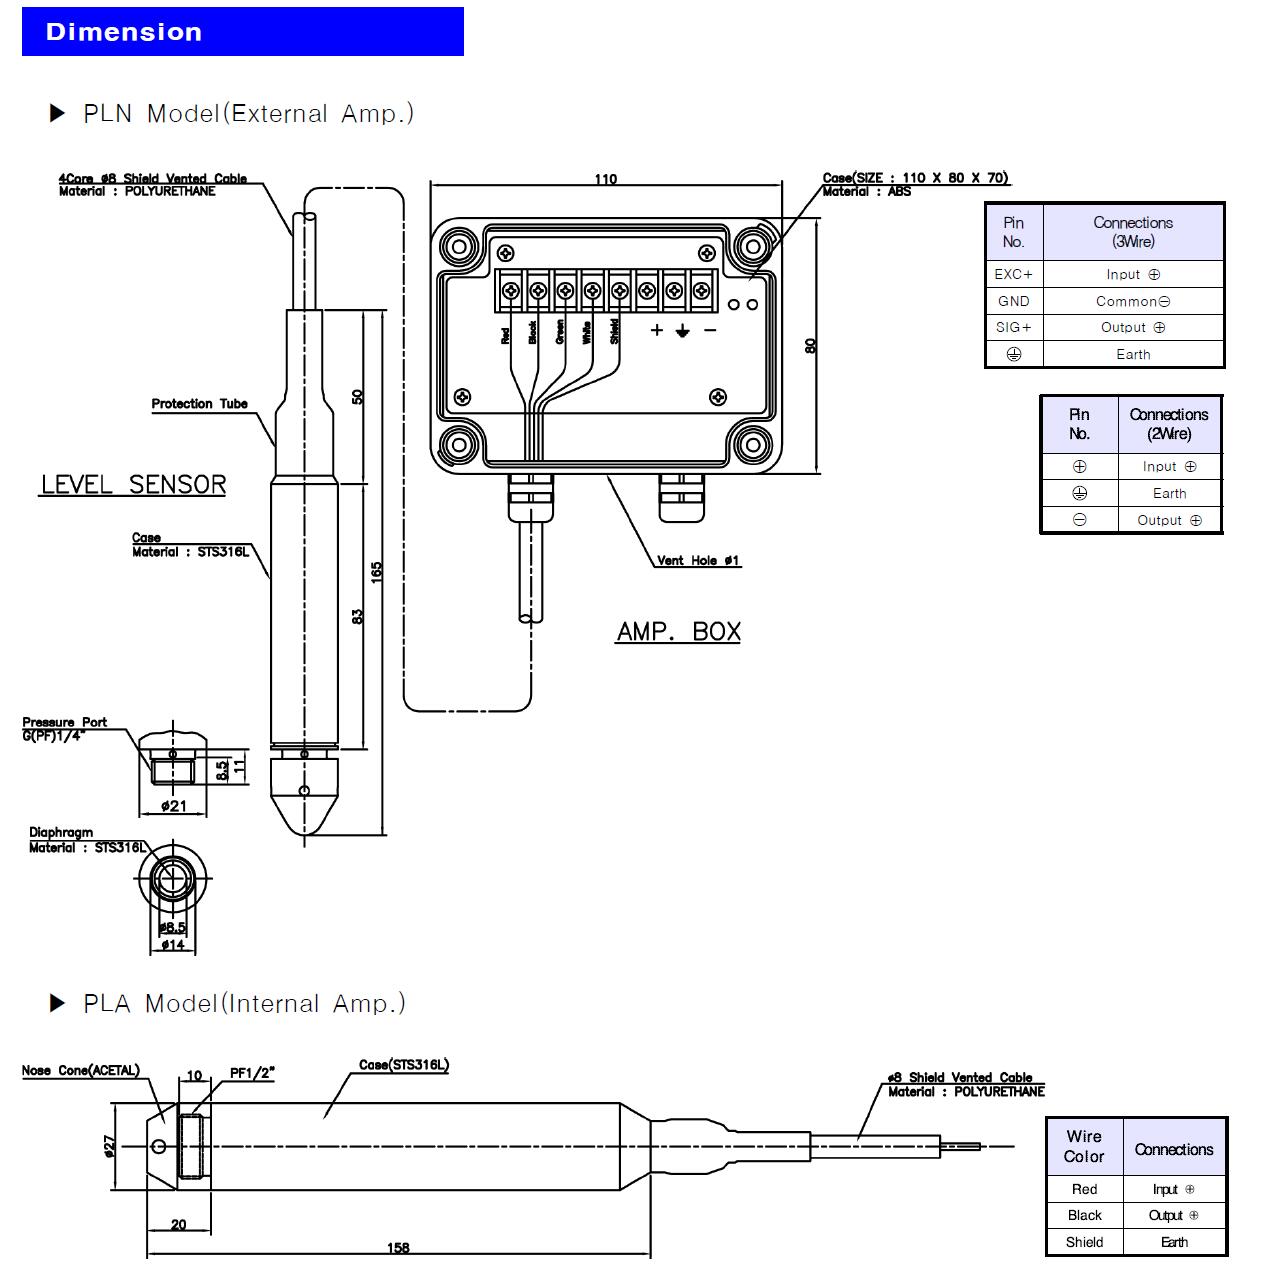 Dimension
▶ PLN Model(External Amp.)
4Core ø8 Shield Vented Cable
Material : POLYURETHANE
110
Case(SIZE : 110 X 80 X 70)
Material : ABS
Pin No. Connections (3Wire)
EXC+ Input ⊕
GND Common⊖
SIG+ Output ⊕
Earth
Red
Black
Green
White
Shield
+ −
80
50
Protection Tube
LEVEL SENSOR
Pin No. Connections (2Wire)
⊕ Input ⊕
Earth
⊖ Output ⊕
Case
Material : STS316L
165
83
Vent Hole ø1
AMP. BOX
Pressure Port
G(PF)1/4"
8.5
11
ø21
Diaphragm
Material : STS316L
ø8.5
ø14
▶ PLA Model(Internal Amp.)
Nose Cone(ACETAL)
10
PF1/2"
Case(STS316L)
ø8 Shield Vented Cable
Material : POLYURETHANE
ø27
20
158
Wire Color Connections
Red Input ⊕
Black Output ⊕
Shield Earth